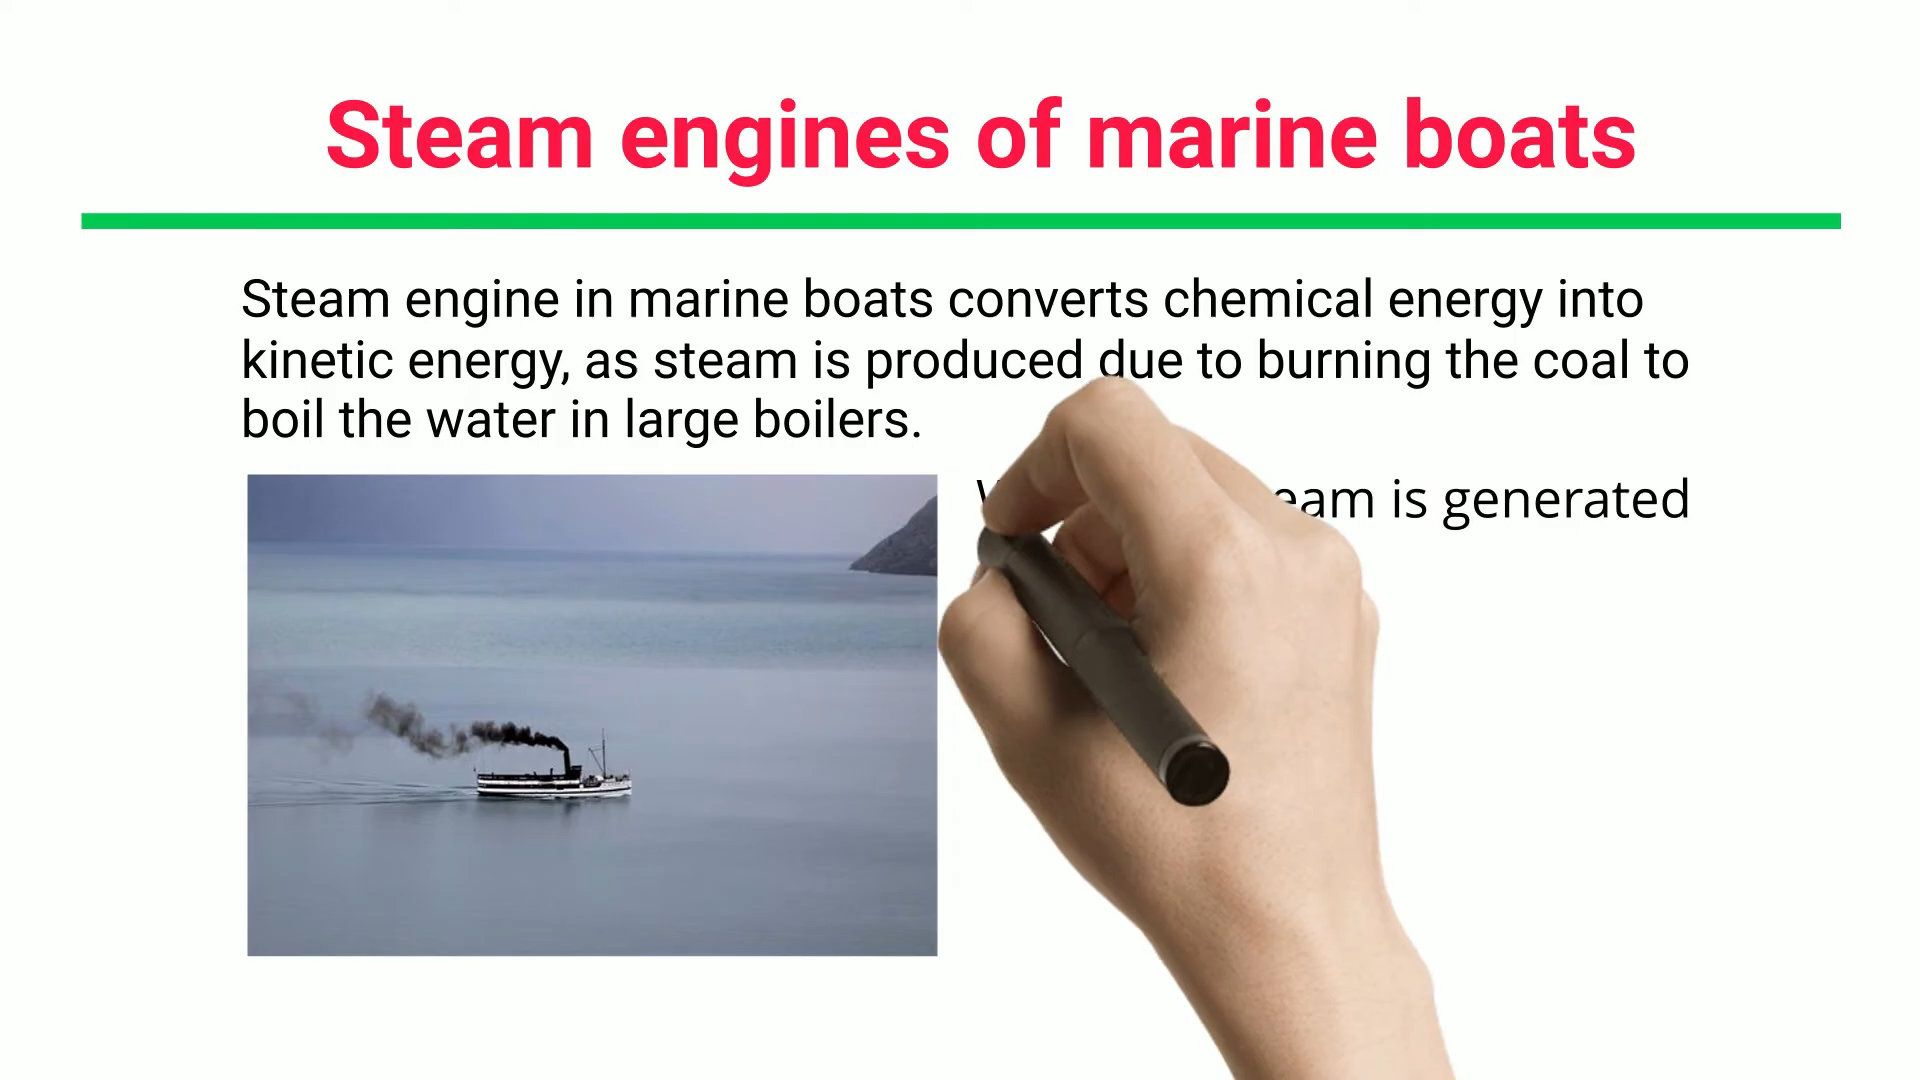 Steam engines of marine boats
Steam engine in marine boats converts chemical energy into
kinetic energy, as steam is produced due to burning the coal to
boil the water in large boilers.
is generated